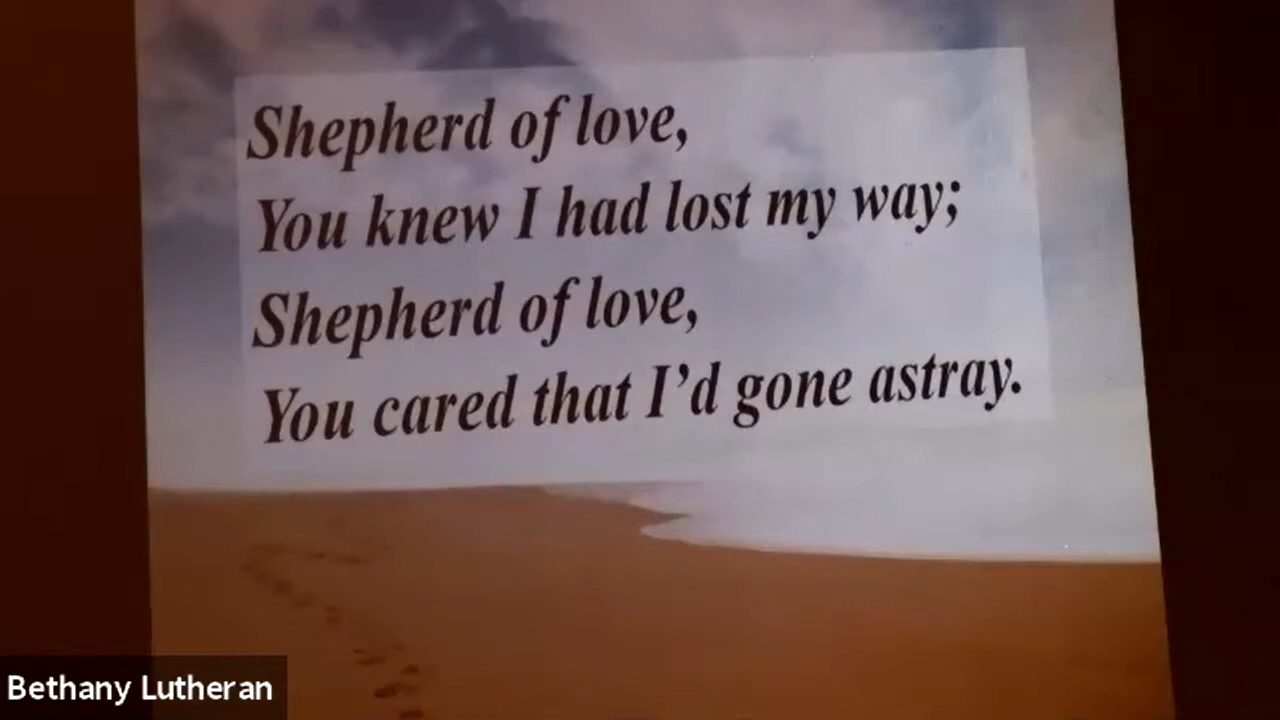 Shepherd of love,
You knew I had lost my way;
Shepherd of love,
You cared that I'd gone astray.
Bethany Lutheran